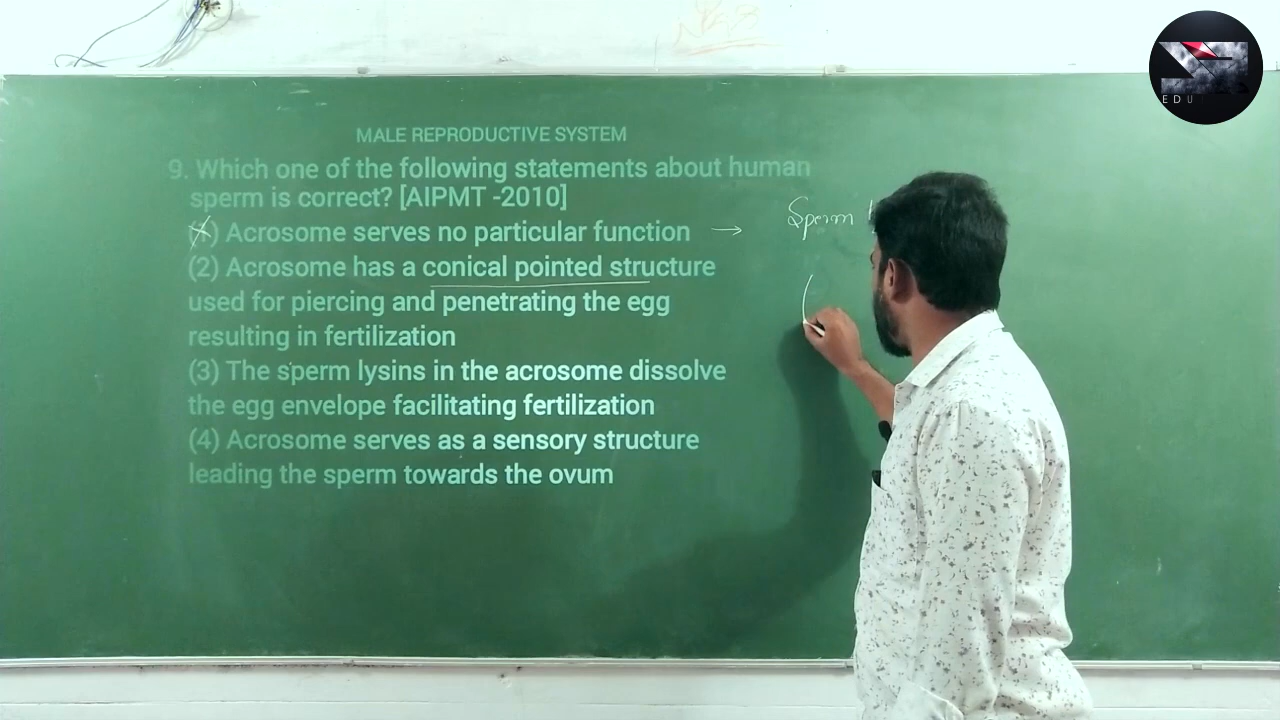 EDU
MALE REPRODUCTIVE SYSTEM
9. Which one of the following statements about human
sperm is correct? [AIPMT -2010]
(1) Acrosome serves no particular function →
Sperm
(2) Acrosome has a conical pointed structure
used for piercing and penetrating the egg
resulting in fertilization
(3) The sperm lysins in the acrosome dissolve
the egg envelope facilitating fertilization
(4) Acrosome serves as a sensory structure
leading the sperm towards the ovum